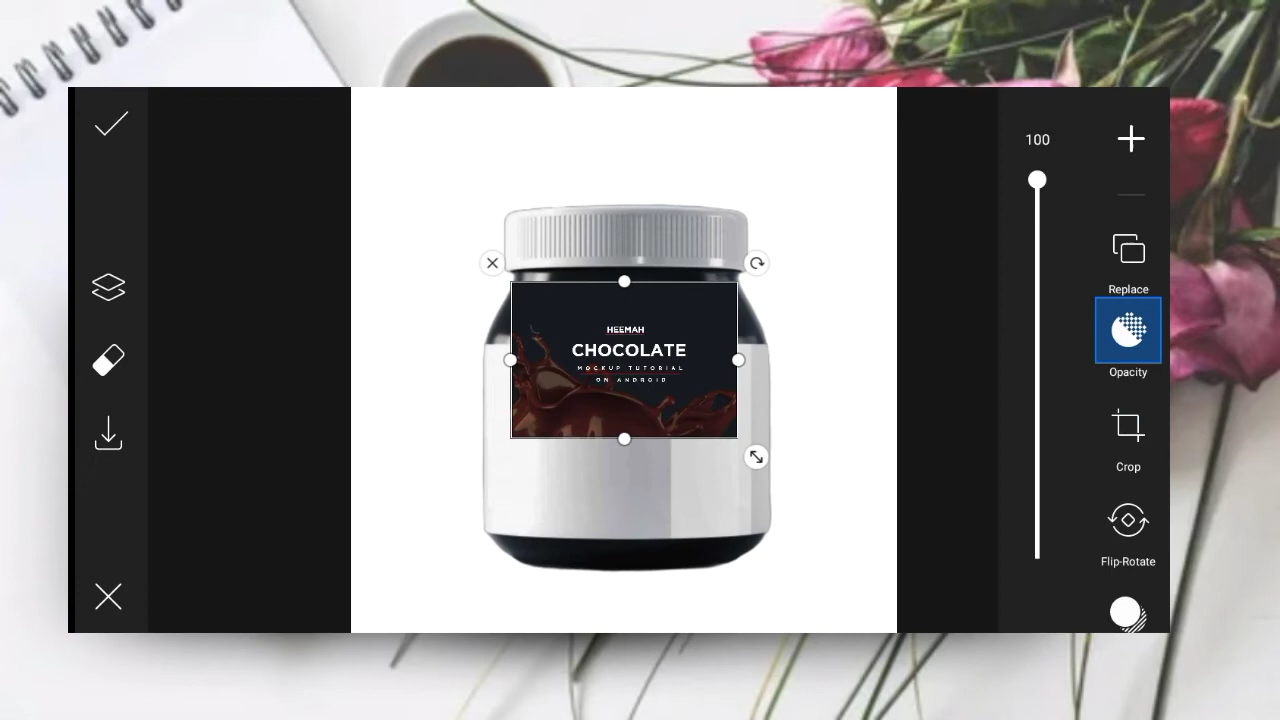 100
Replace
HEEMAH
CHOCOLATE
MOCKUP TUTORIAL
ON ANDROID
Opacity
Crop
Flip-Rotate